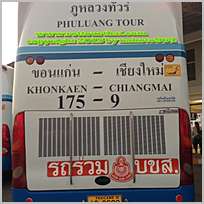 ภูหลวงทัวร์
PHULUANG TOUR
ขอนแก่น - เชียงใหม่
KHONKAEN - CHIANGMAI
175 - 9
รถร่วม บขส.